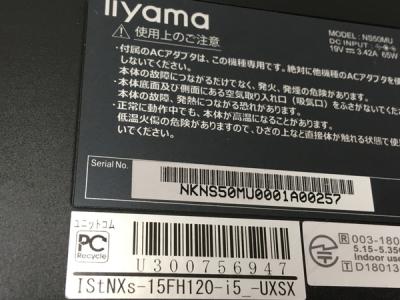 iiyama
MODEL: NS50MU
DC INPUT:
19V 3.42A 65W
使用上のご注意
・付属のACアダプタは、この機種専用です。絶対に他機種のACアダプタを使
しないでください。
本体の故障につながるだけでなく、発火、発煙の危険があります。
・本体底面及び側面にある空気取り入れ口（吸気口）をふさがないでくださ
本体の故障、発熱につながる恐れがあります。
・正常に動作中でも、本体が高温になることがあります。
低温火傷の危険がありますので、ひざの上など直接体が触れる状態で使
Serial No.
NKNS50MU0001A00257
ユニットコム
PC
Recycle
U300756947
IStNXs-15FH120-i5_-UXSX
R
003-180
5.15-5.35
Indoor use
T
D18013